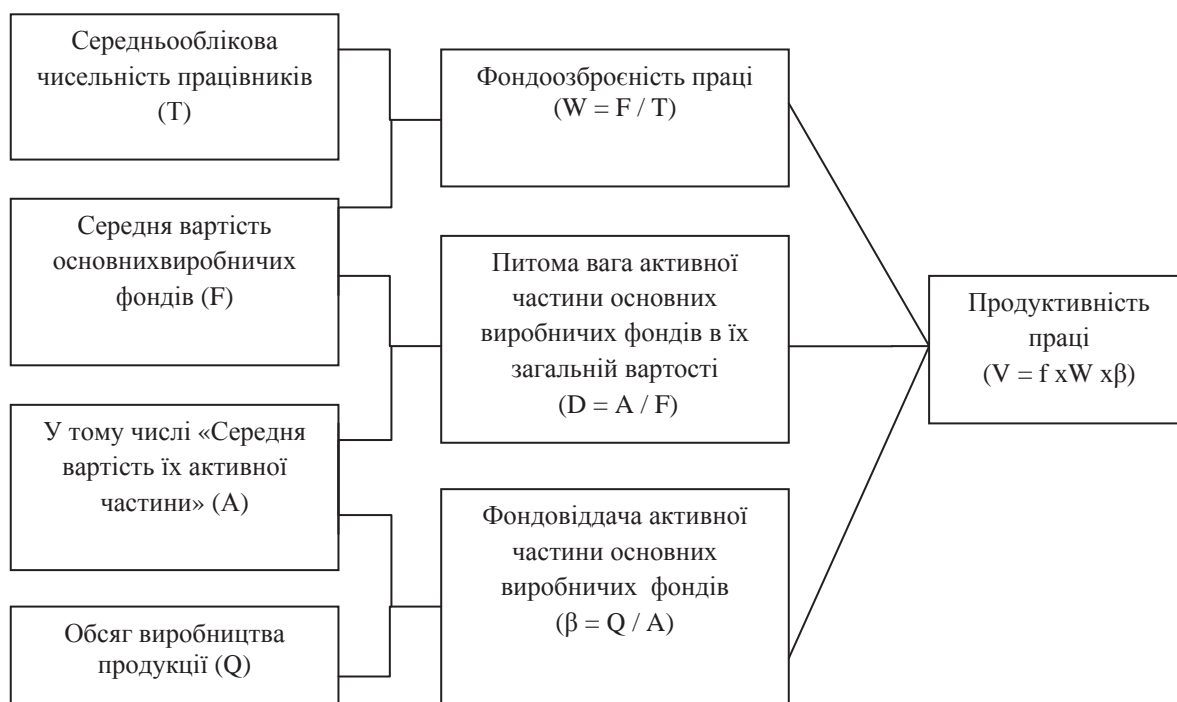 Середньооблікова
чисельність працівників
(T)
Середня вартість
основнихвиробничих
фондів (F)
У тому числі «Середня
вартість їх активної
частини» (A)
Обсяг виробництва
продукції (Q)
Фондоозброєність праці
(W = F / T)
Питома вага активної
частини основних
виробничих фондів в їх
загальній вартості
(D = A / F)
Фондовіддача активної
частини основних
виробничих фондів
(β = Q / A)
Продуктивність
праці
(V = f xW xβ)